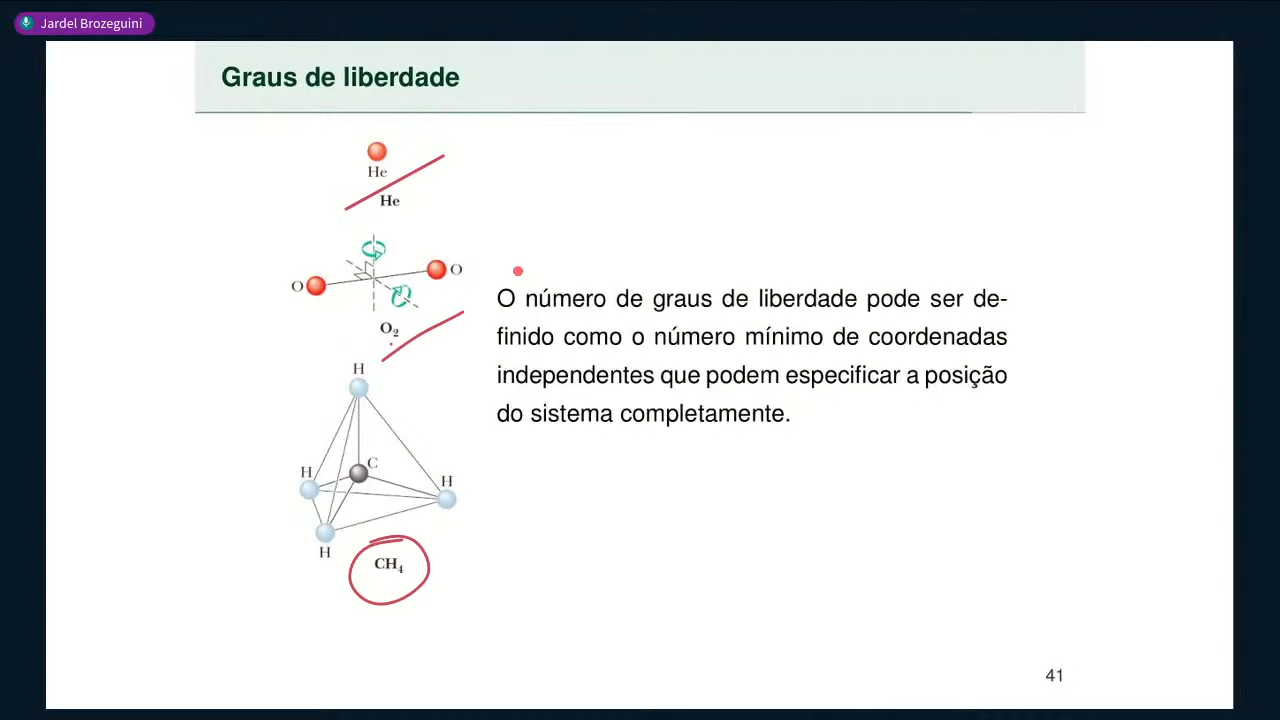 Jardel Brozeguini
Graus de liberdade
He
He
O
O
O₂
O número de graus de liberdade pode ser de-
finido como o número mínimo de coordenadas
independentes que podem especificar a posição
do sistema completamente.
H
C
H
H
H
CH₄
41